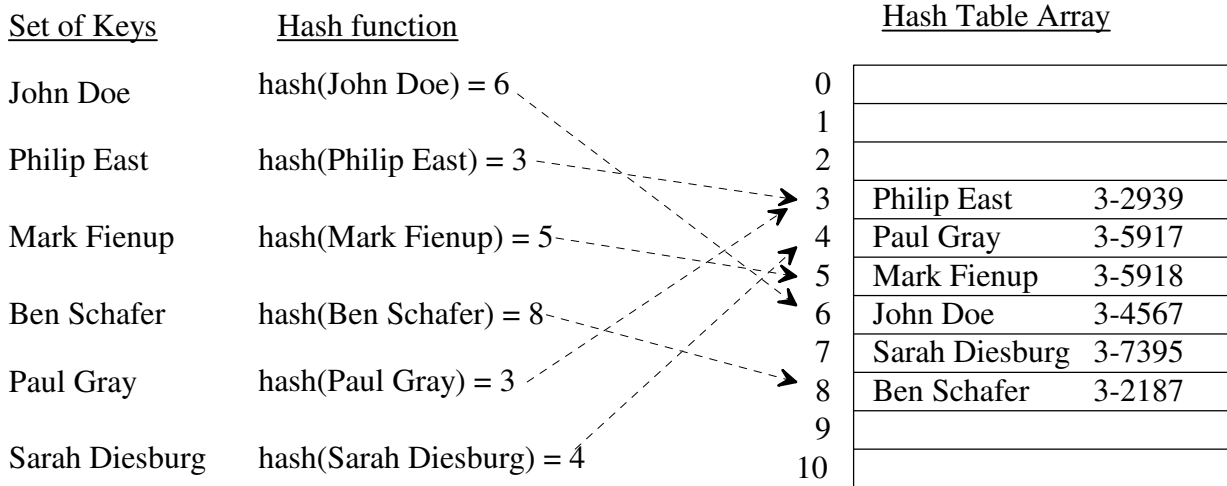 Set of Keys Hash function Hash Table Array
John Doe hash(John Doe) = 6
Philip East hash(Philip East) = 3
Mark Fienup hash(Mark Fienup) = 5
Ben Schafer hash(Ben Schafer) = 8
Paul Gray hash(Paul Gray) = 3
Sarah Diesburg hash(Sarah Diesburg) = 4
0
1
2
3 Philip East 3-2939
4 Paul Gray 3-5917
5 Mark Fienup 3-5918
6 John Doe 3-4567
7 Sarah Diesburg 3-7395
8 Ben Schafer 3-2187
9
10